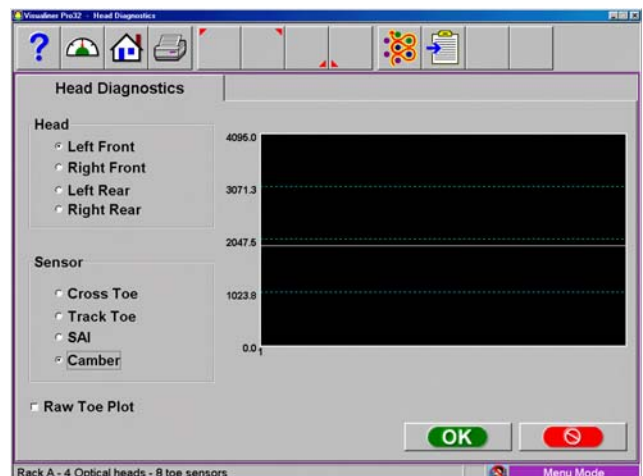 Visualiner Pro32 - Head Diagnostics
?
Head Diagnostics
Head
Left Front
Right Front
Left Rear
Right Rear
Sensor
Cross Toe
Track Toe
SAI
Camber
Raw Toe Plot
4095.0
3071.3
2047.5
1023.8
0.0
1
OK
Rack A - 4 Optical heads - 8 toe sensors
Menu Mode